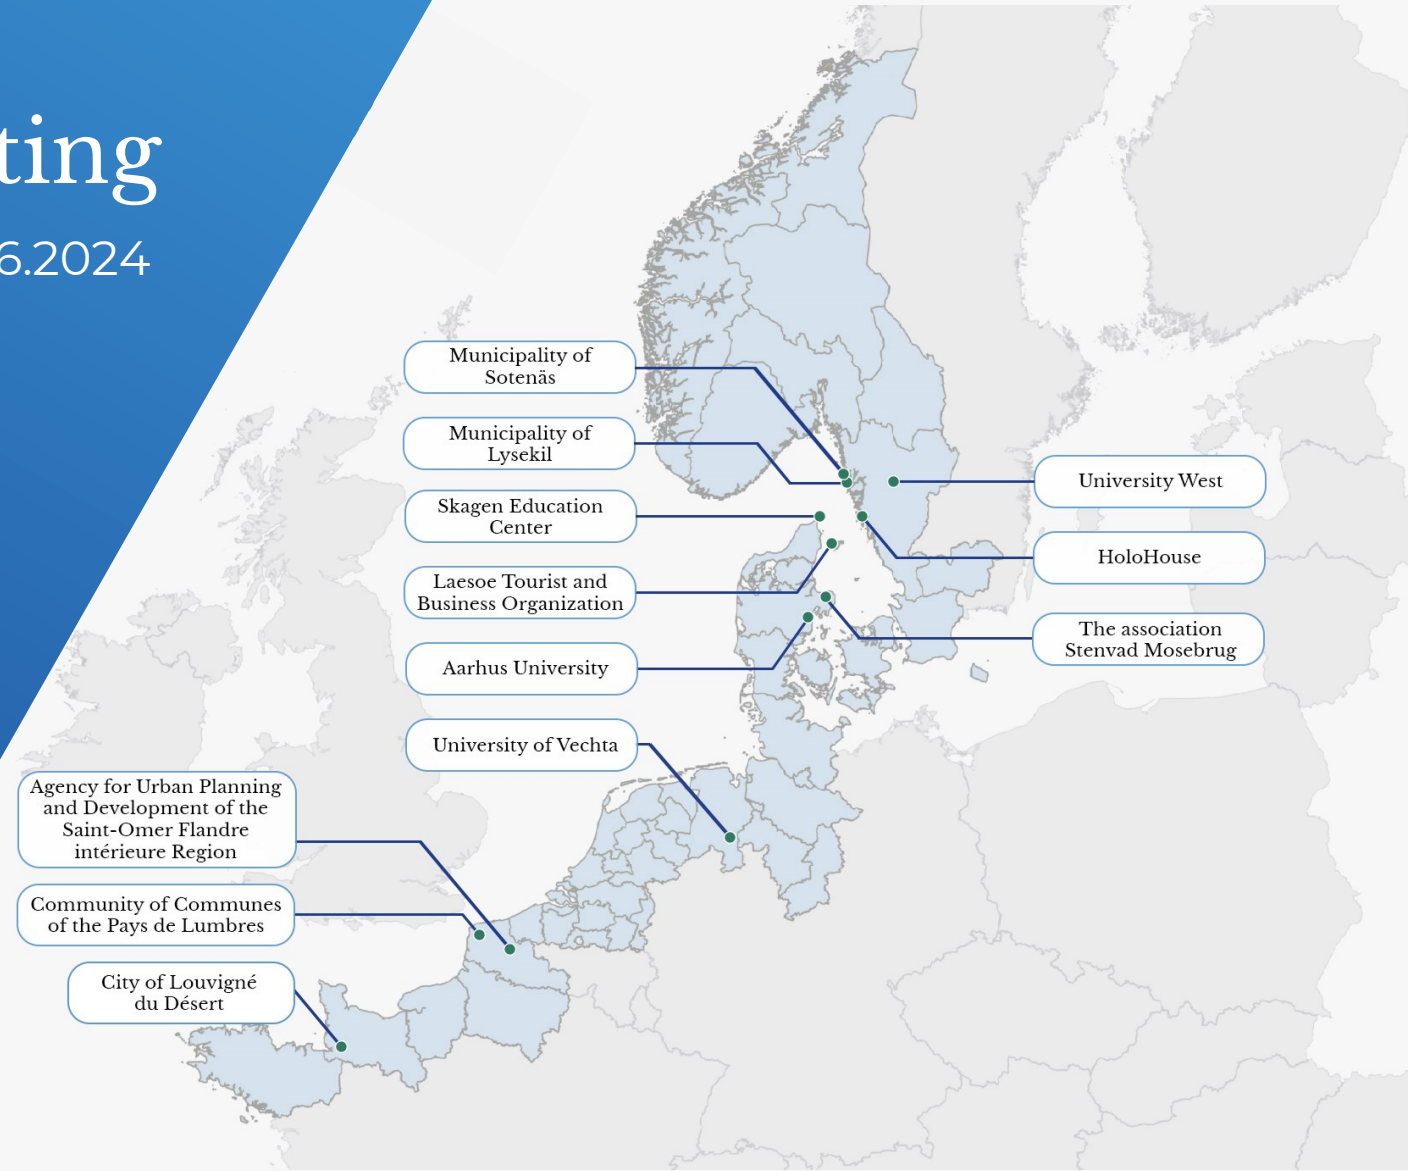 ting
6.2024
Municipality of
Sotenäs
Municipality of
Lysekil
Skagen Education
Center
Laesoe Tourist and
Business Organization
Aarhus University
University of Vechta
Agency for Urban Planning
and Development of the
Saint-Omer Flandre
intérieure Region
Community of Communes
of the Pays de Lumbres
City of Louvigné
du Désert
University West
HoloHouse
The association
Stenvad Mosebrug